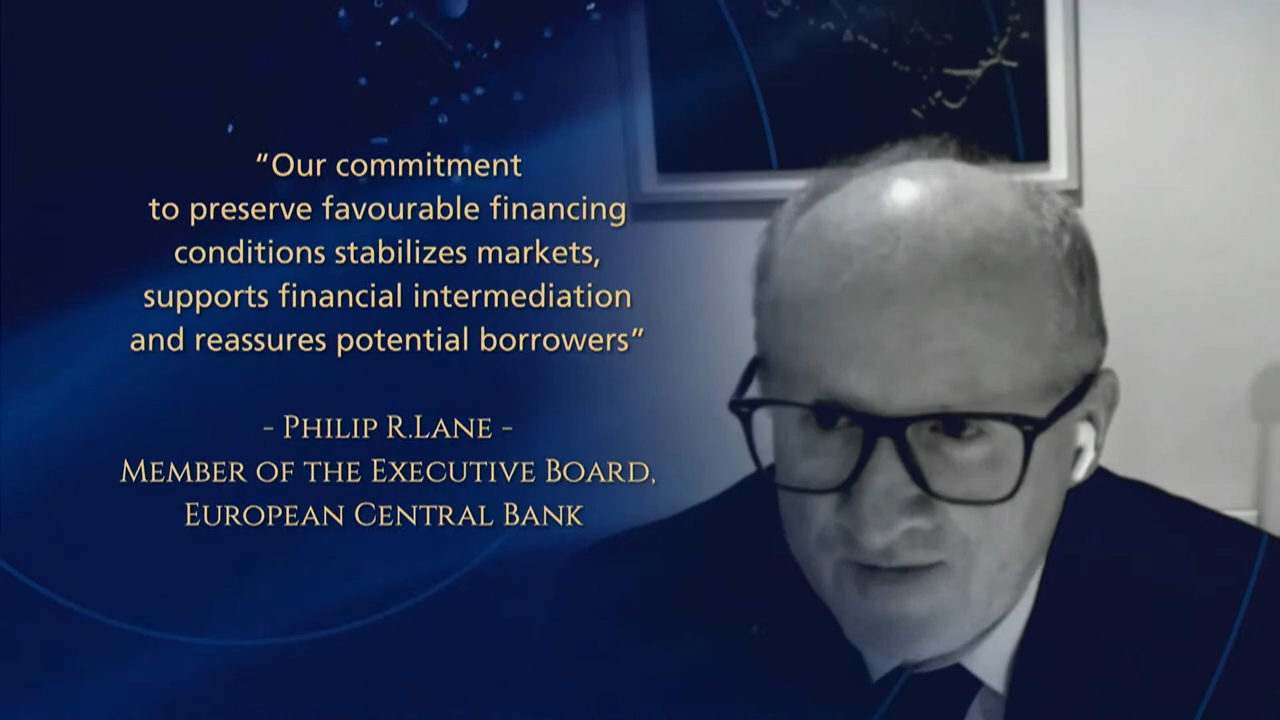 “Our commitment
to preserve favourable financing
conditions stabilizes markets,
supports financial intermediation
and reassures potential borrowers”
- Philip R.Lane -
Member of the Executive Board,
European Central Bank